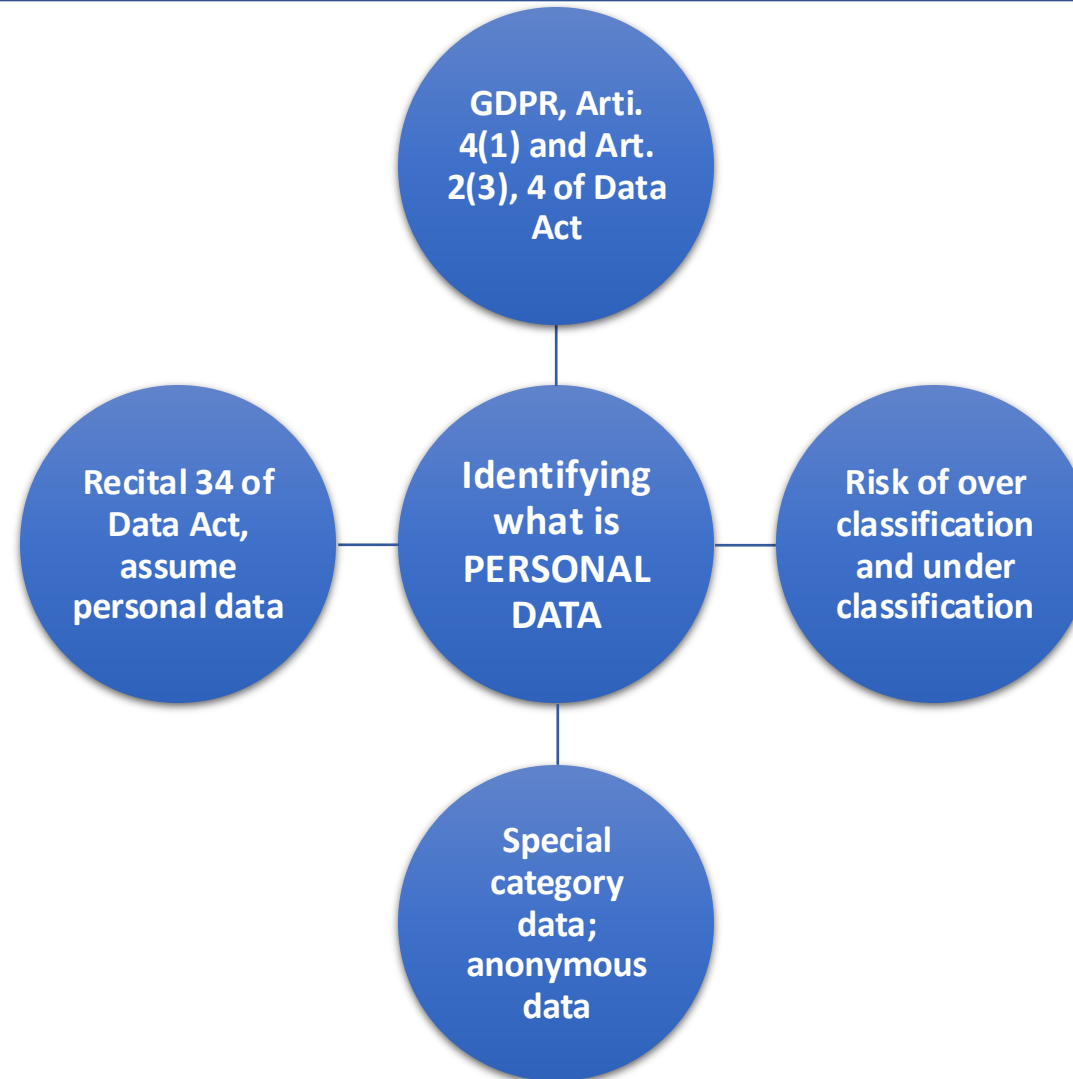 GDPR, Arti.
4(1) and Art.
2(3), 4 of Data
Act
Recital 34 of
Data Act,
assume
personal data
Identifying
what is
PERSONAL
DATA
Risk of over
classification
and under
classification
Special
category
data;
anonymous
data